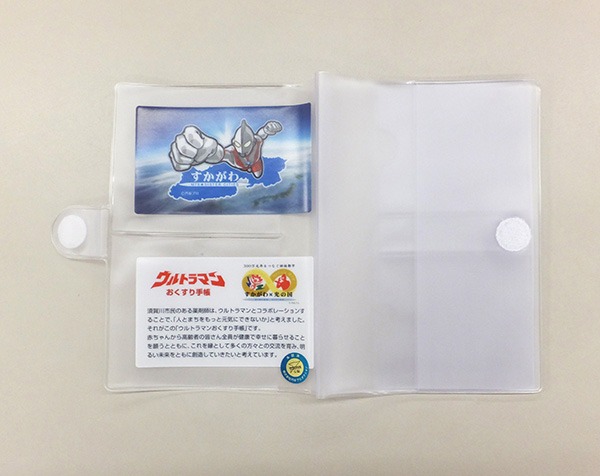 すかがわ
ウルトラマン
おくすり手帳
すかがわ×光の国
須賀川市民のある薬剤師は、ウルトラマンとコラボレーションす
ることで、「人とまちをもっと元気にできないか」と考えました。
それがこの「ウルトラマンおくすり手帳」です。
赤ちゃんから高齢者の皆さん全員が健康で幸せに暮らせること
を願うとともに、これを縁として多くの方々との交流を育み、明
るい未来をともに創造していきたいと考えています。